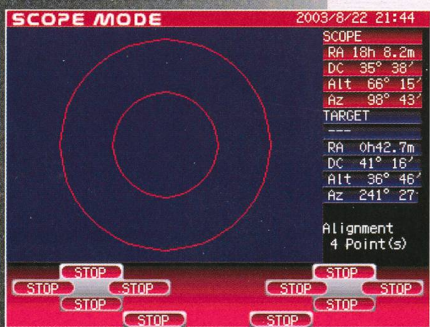 SCOPE MODE 2003/8/22 21:44
SCOPE
RA 18h 8.2m
DC 35° 38′
Alt 66° 15′
Az 98° 43′
TARGET
---
RA 0h42.7m
DC 41° 16′
Alt 36° 46′
Az 241° 27′
Alignment
4 Point(s)
STOP STOP
STOP STOP STOP STOP
STOP STOP
STOP STOP